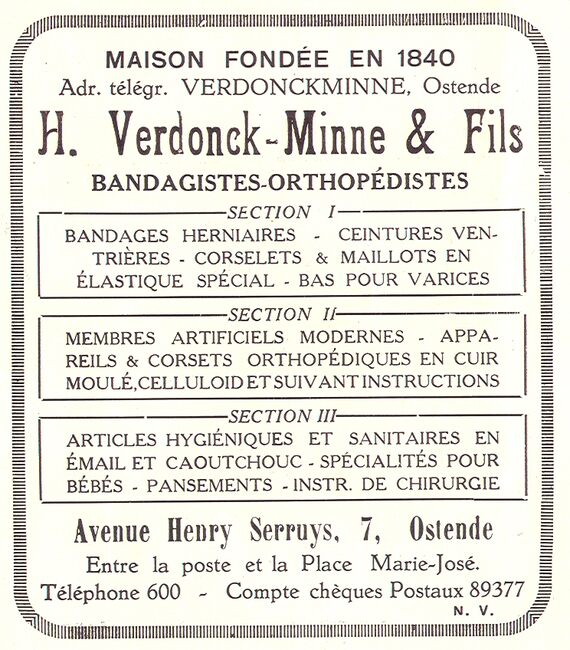 MAISON FONDÉE EN 1840
Adr. télégr. VERDONCKMINNE, Ostende
H. Verdonck-Minne & Fils
BANDAGISTES-ORTHOPÉDISTES
SECTION I
BANDAGES HERNIAIRES - CEINTURES VEN-
TRIÈRES - CORSELETS & MAILLOTS EN
ÉLASTIQUE SPÉCIAL - BAS POUR VARICES
SECTION II
MEMBRES ARTIFICIELS MODERNES - APPA-
REILS & CORSETS ORTHOPÉDIQUES EN CUIR
MOULÉ, CELLULOID ET SUIVANT INSTRUCTIONS
SECTION III
ARTICLES HYGIÉNIQUES ET SANITAIRES EN
ÉMAIL ET CAOUTCHOUC - SPÉCIALITÉS POUR
BÉBÉS - PANSEMENTS - INSTR. DE CHIRURGIE
Avenue Henry Serruys, 7, Ostende
Entre la poste et la Place Marie-José.
Téléphone 600 - Compte chèques Postaux 89377
N. V.